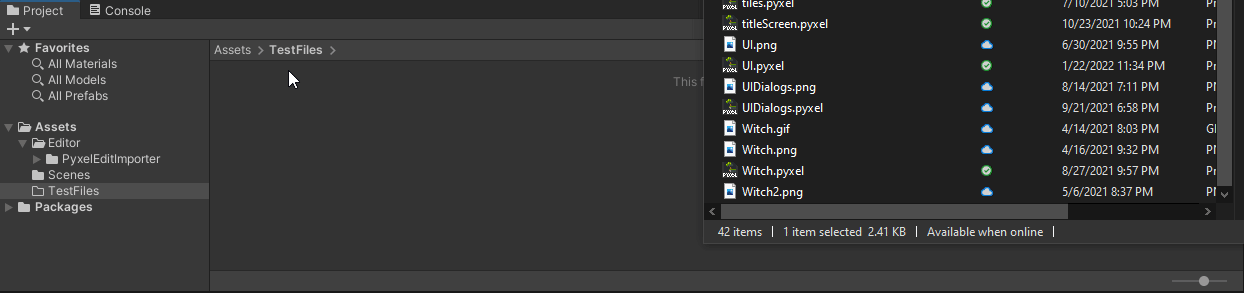 Project Console
Favorites
All Materials
All Models
All Prefabs
Assets
Editor
PyxelEditImporter
Scenes
TestFiles
Packages
Assets > TestFiles >
This f
tiles.pyxel 7/10/2021 5:03 PM Pr
titleScreen.pyxel 10/23/2021 10:24 PM Pr
UI.png 6/30/2021 9:55 PM PN
UI.pyxel 1/22/2022 11:34 PM Pr
UIDialogs.png 8/14/2021 7:11 PM PN
UIDialogs.pyxel 9/21/2021 6:58 PM Pr
Witch.gif 4/14/2021 8:03 PM GI
Witch.png 4/16/2021 9:32 PM PN
Witch.pyxel 8/27/2021 9:57 PM Pr
Witch2.png 5/6/2021 8:37 PM PN
42 items | 1 item selected 2.41 KB | Available when online |